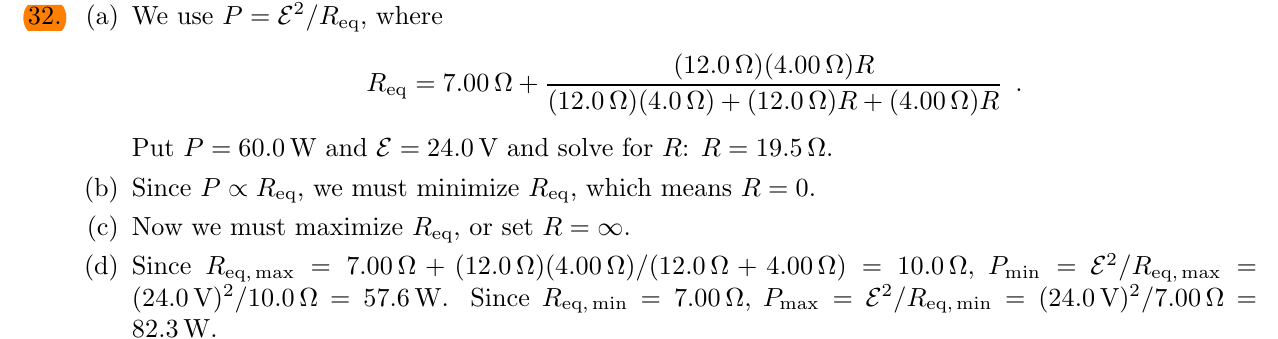 32. (a) We use P = ℰ²/R_eq, where
R_eq = 7.00 Ω + (12.0 Ω)(4.00 Ω)R / (12.0 Ω)(4.0 Ω) + (12.0 Ω)R + (4.00 Ω)R .
Put P = 60.0 W and ℰ = 24.0 V and solve for R: R = 19.5 Ω.
(b) Since P ∝ R_eq, we must minimize R_eq, which means R = 0.
(c) Now we must maximize R_eq, or set R = ∞.
(d) Since R_eq, max = 7.00 Ω + (12.0 Ω)(4.00 Ω)/(12.0 Ω + 4.00 Ω) = 10.0 Ω, P_min = ℰ²/R_eq, max =
(24.0 V)²/10.0 Ω = 57.6 W. Since R_eq, min = 7.00 Ω, P_max = ℰ²/R_eq, min = (24.0 V)²/7.00 Ω =
82.3 W.